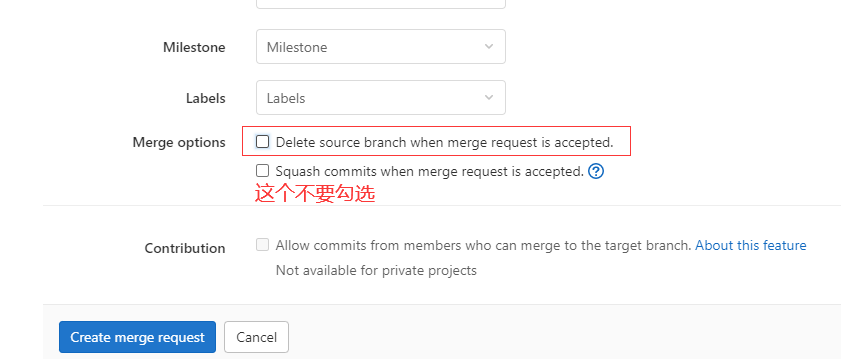 Milestone
Milestone
Labels
Labels
Merge options
Delete source branch when merge request is accepted.
Squash commits when merge request is accepted. ?
这个不要勾选
Contribution
Allow commits from members who can merge to the target branch. About this feature
Not available for private projects
Create merge request
Cancel